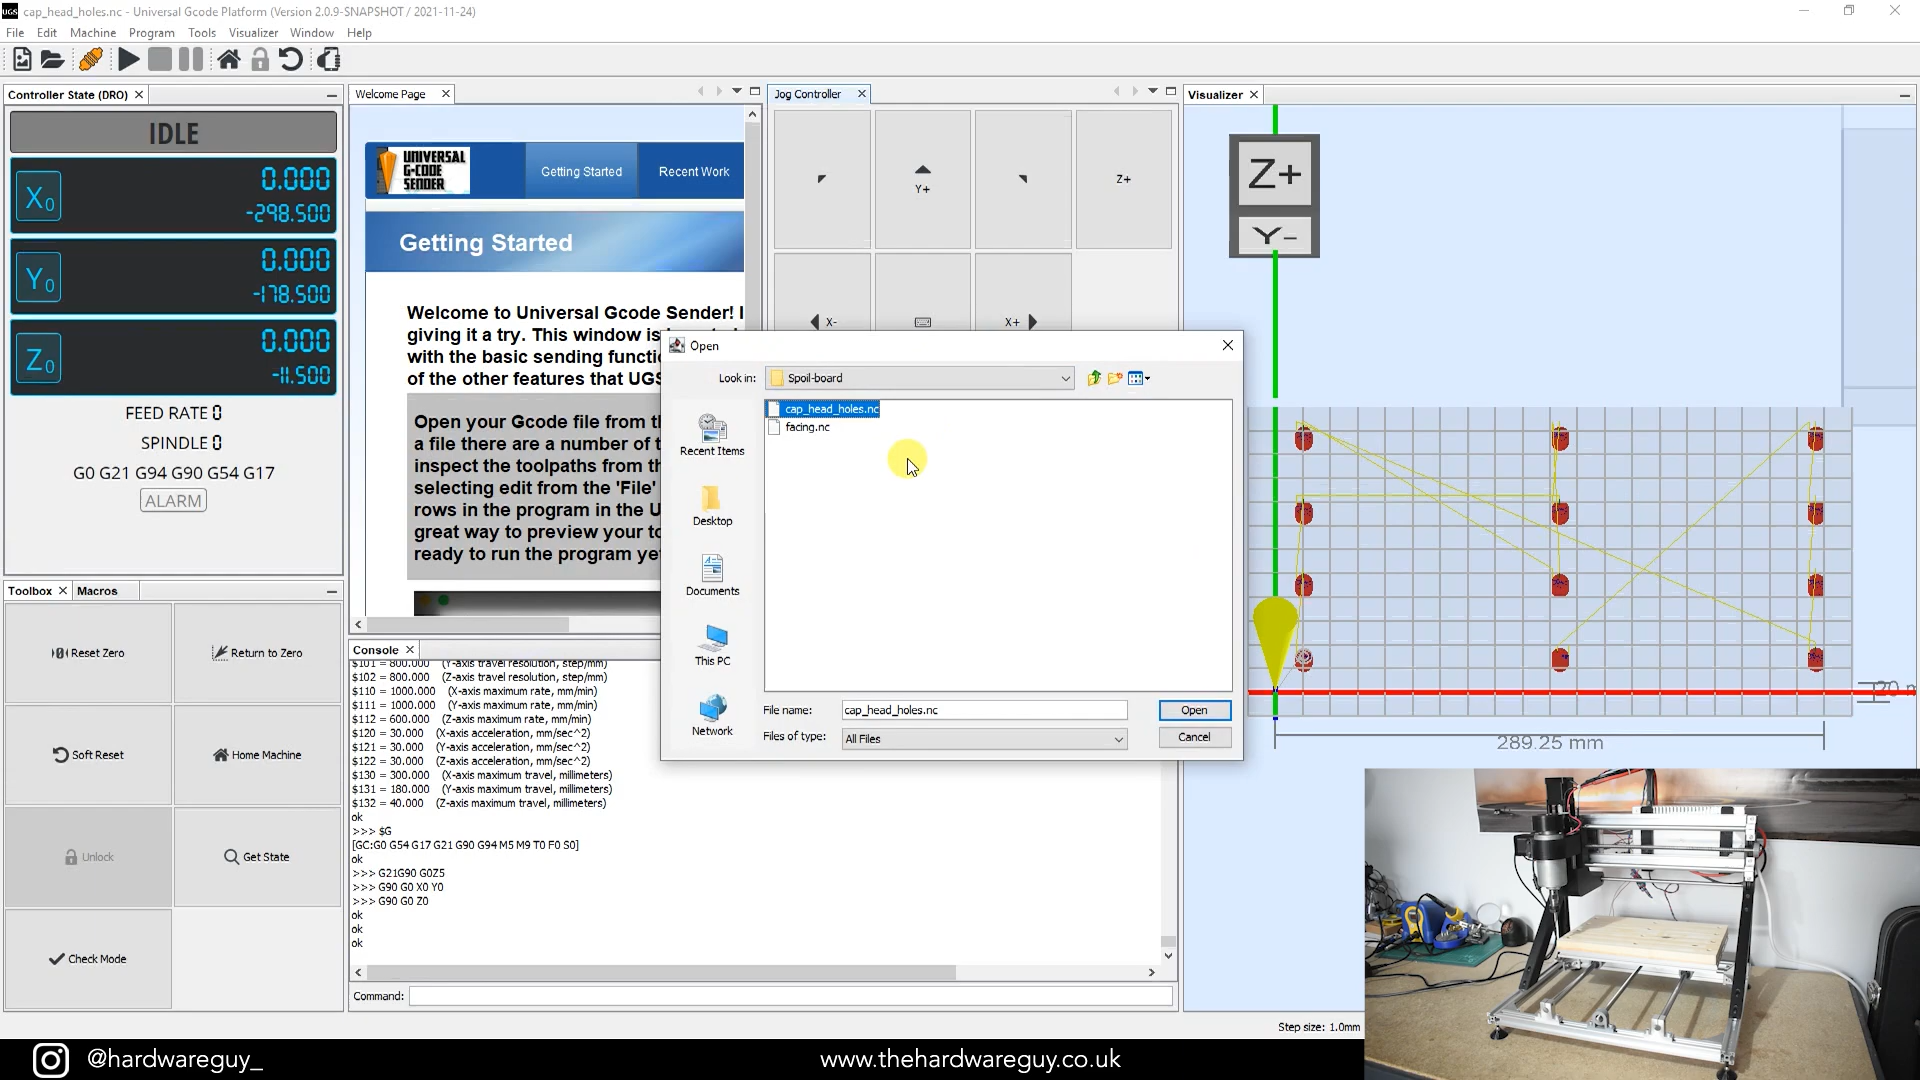 UGS cap_head_holes.nc - Universal Gcode Platform (Version 2.0.9-SNAPSHOT / 2021-11-24)
File Edit Machine Program Tools Visualizer Window Help
Controller State (DRO)
IDLE
X0 0.000
-298.500
Y0 0.000
-178.500
Z0 0.000
-11.500
FEED RATE 0
SPINDLE 0
G0 G21 G94 G90 G54 G17
ALARM
Toolbox Macros
Reset Zero Return to Zero
Soft Reset Home Machine
Unlock Get State
Check Mode
Welcome Page
UNIVERSAL
G-CODE
SENDER
Getting Started Recent Work
Getting Started
Welcome to Universal Gcode Sender! I
giving it a try. This window is
with the basic sending functi
of the other features that UGS
Open your Gcode file from t
a file there are a number of t
inspect the toolpaths from th
selecting edit from the 'File'
rows in the program in the U
great way to preview your to
ready to run the program ye
Console
$101 = 800.000 (Y-axis travel resolution, step/mm)
$102 = 800.000 (Z-axis travel resolution, step/mm)
$110 = 1000.000 (X-axis maximum rate, mm/min)
$111 = 1000.000 (Y-axis maximum rate, mm/min)
$112 = 600.000 (Z-axis maximum rate, mm/min)
$120 = 30.000 (X-axis acceleration, mm/sec^2)
$121 = 30.000 (Y-axis acceleration, mm/sec^2)
$122 = 30.000 (Z-axis acceleration, mm/sec^2)
$130 = 300.000 (X-axis maximum travel, millimeters)
$131 = 180.000 (Y-axis maximum travel, millimeters)
$132 = 40.000 (Z-axis maximum travel, millimeters)
ok
>>> $G
[GC:G0 G54 G17 G21 G90 G94 M5 M9 T0 F0 S0]
ok
>>> G21G90 G0Z5
>>> G90 G0 X0 Y0
>>> G90 G0 Z0
ok
ok
ok
Command:
Jog Controller
Y+ Z+
X- X+
Open
Look in: Spoil-board
cap_head_holes.nc
facing.nc
Recent Items
Desktop
Documents
This PC
Network
File name: cap_head_holes.nc Open
Files of type: All Files Cancel
Visualizer
Z+
Y-
289.25 mm
Step size: 1.0mm
@hardwareguy_ www.thehardwareguy.co.uk